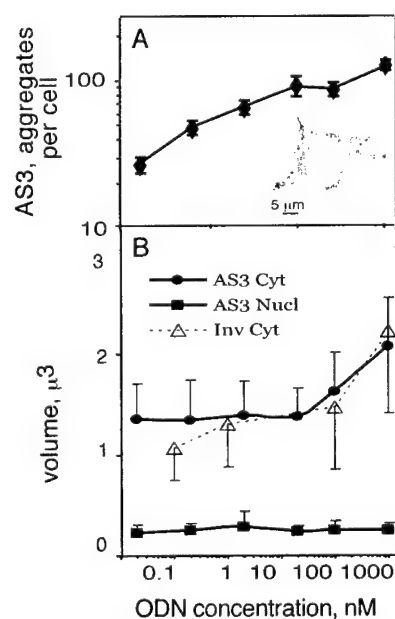 A
AS3, aggregates
per cell
100
10
5 μm
B
3
2
1
0
AS3 Cyt
AS3 Nucl
Inv Cyt
volume, μ3
0.1 1 10 100 1000
ODN concentration, nM